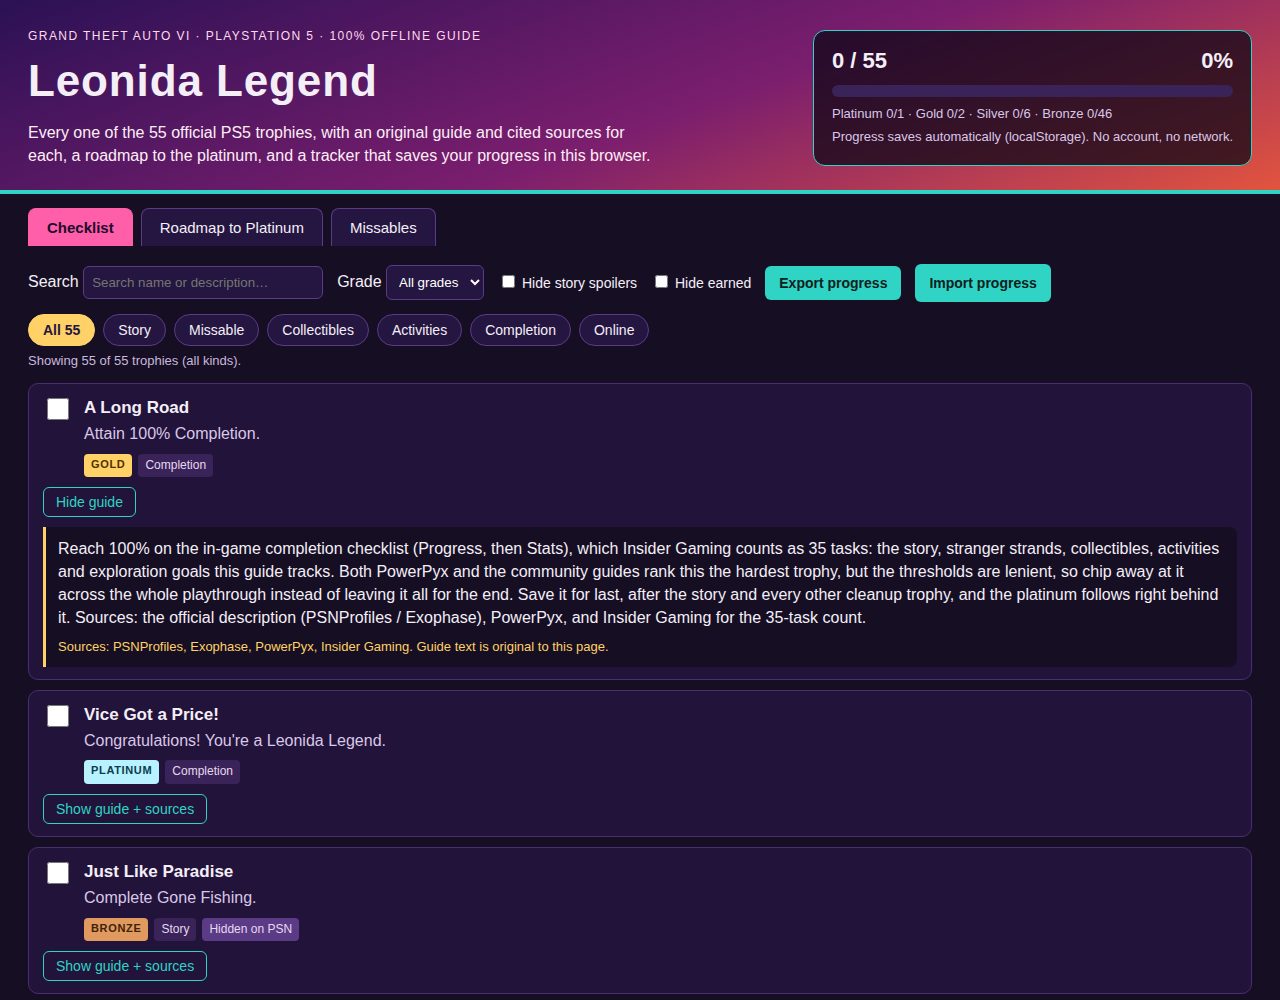 GRAND THEFT AUTO VI · PLAYSTATION 5 · 100% OFFLINE GUIDE
Leonida Legend
Every one of the 55 official PS5 trophies, with an original guide and cited sources for
each, a roadmap to the platinum, and a tracker that saves your progress in this browser.
0 / 55 0%
Platinum 0/1 · Gold 0/2 · Silver 0/6 · Bronze 0/46
Progress saves automatically (localStorage). No account, no network.
Checklist Roadmap to Platinum Missables
Search Search name or description… Grade All grades Hide story spoilers Hide earned Export progress Import progress
All 55 Story Missable Collectibles Activities Completion Online
Showing 55 of 55 trophies (all kinds).
A Long Road
Attain 100% Completion.
GOLD Completion
Hide guide
Reach 100% on the in-game completion checklist (Progress, then Stats), which Insider Gaming counts as 35 tasks: the story, stranger strands, collectibles, activities
and exploration goals this guide tracks. Both PowerPyx and the community guides rank this the hardest trophy, but the thresholds are lenient, so chip away at it
across the whole playthrough instead of leaving it all for the end. Save it for last, after the story and every other cleanup trophy, and the platinum follows right behind
it. Sources: the official description (PSNProfiles / Exophase), PowerPyx, and Insider Gaming for the 35-task count.
Sources: PSNProfiles, Exophase, PowerPyx, Insider Gaming. Guide text is original to this page.
Vice Got a Price!
Congratulations! You're a Leonida Legend.
PLATINUM Completion
Show guide + sources
Just Like Paradise
Complete Gone Fishing.
BRONZE Story Hidden on PSN
Show guide + sources